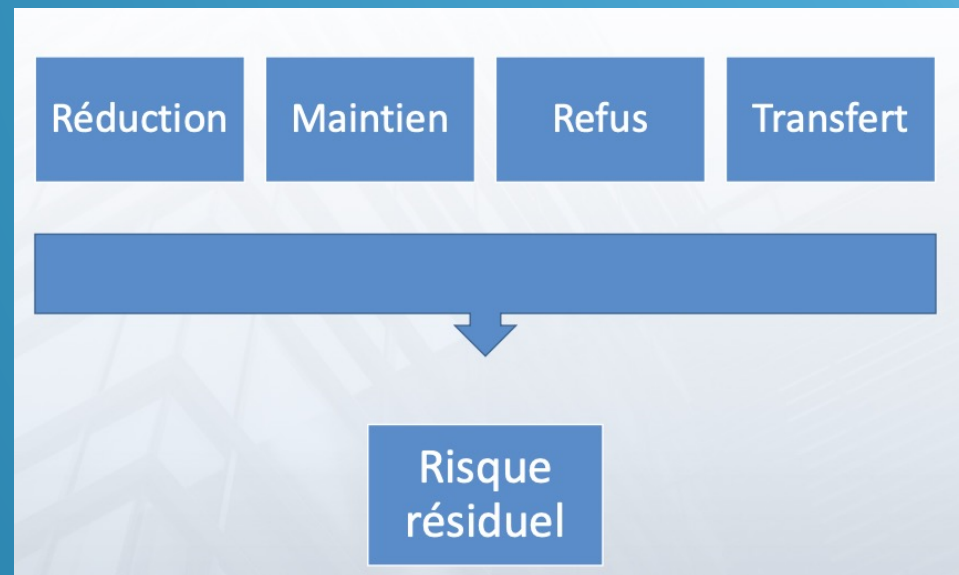 Réduction
Maintien
Refus
Transfert
Risque
résiduel